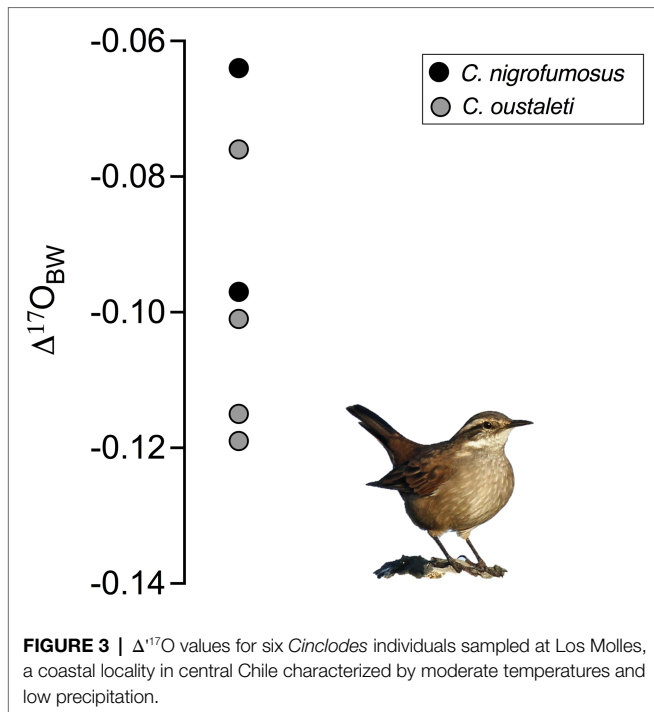 -0.06
C. nigrofumosus
C. oustaleti
-0.08
Δ¹⁷O_BW
-0.10
-0.12
-0.14
FIGURE 3 | Δ'¹⁷O values for six Cinclodes individuals sampled at Los Molles,
a coastal locality in central Chile characterized by moderate temperatures and
low precipitation.